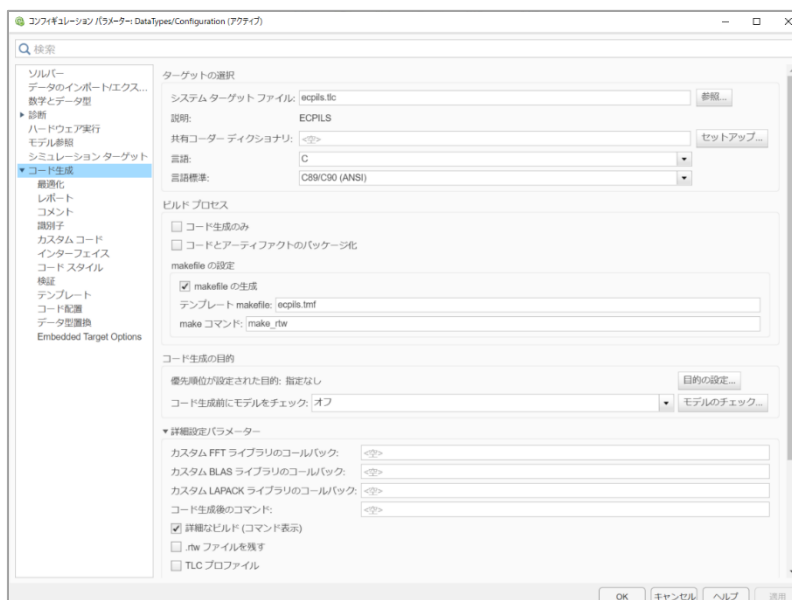 コンフィギュレーション パラメーター: DataTypes/Configuration (アクティブ)
検索
ソルバー
データのインポート/エクス...
数学とデータ型
診断
ハードウェア実行
モデル参照
シミュレーション ターゲット
コード生成
最適化
レポート
コメント
識別子
カスタム コード
インターフェイス
コード スタイル
検証
テンプレート
コード配置
データ型置換
Embedded Target Options
ターゲットの選択
システム ターゲット ファイル: ecpils.tlc 参照...
説明: ECPILS
共有コーダー ディクショナリ: <空> セットアップ...
言語: C
言語標準: C89/C90 (ANSI)
ビルド プロセス
コード生成のみ
コードとアーティファクトのパッケージ化
makefile の設定
makefile の生成
テンプレート makefile: ecpils.tmf
make コマンド: make_rtw
コード生成の目的
優先順位が設定された目的: 指定なし 目的の設定...
コード生成前にモデルをチェック: オフ モデルのチェック...
詳細設定パラメーター
カスタム FFT ライブラリのコールバック: <空>
カスタム BLAS ライブラリのコールバック: <空>
カスタム LAPACK ライブラリのコールバック: <空>
コード生成後のコマンド: <空>
詳細なビルド (コマンド表示)
.rtw ファイルを残す
TLC プロファイル
OK キャンセル ヘルプ 適用